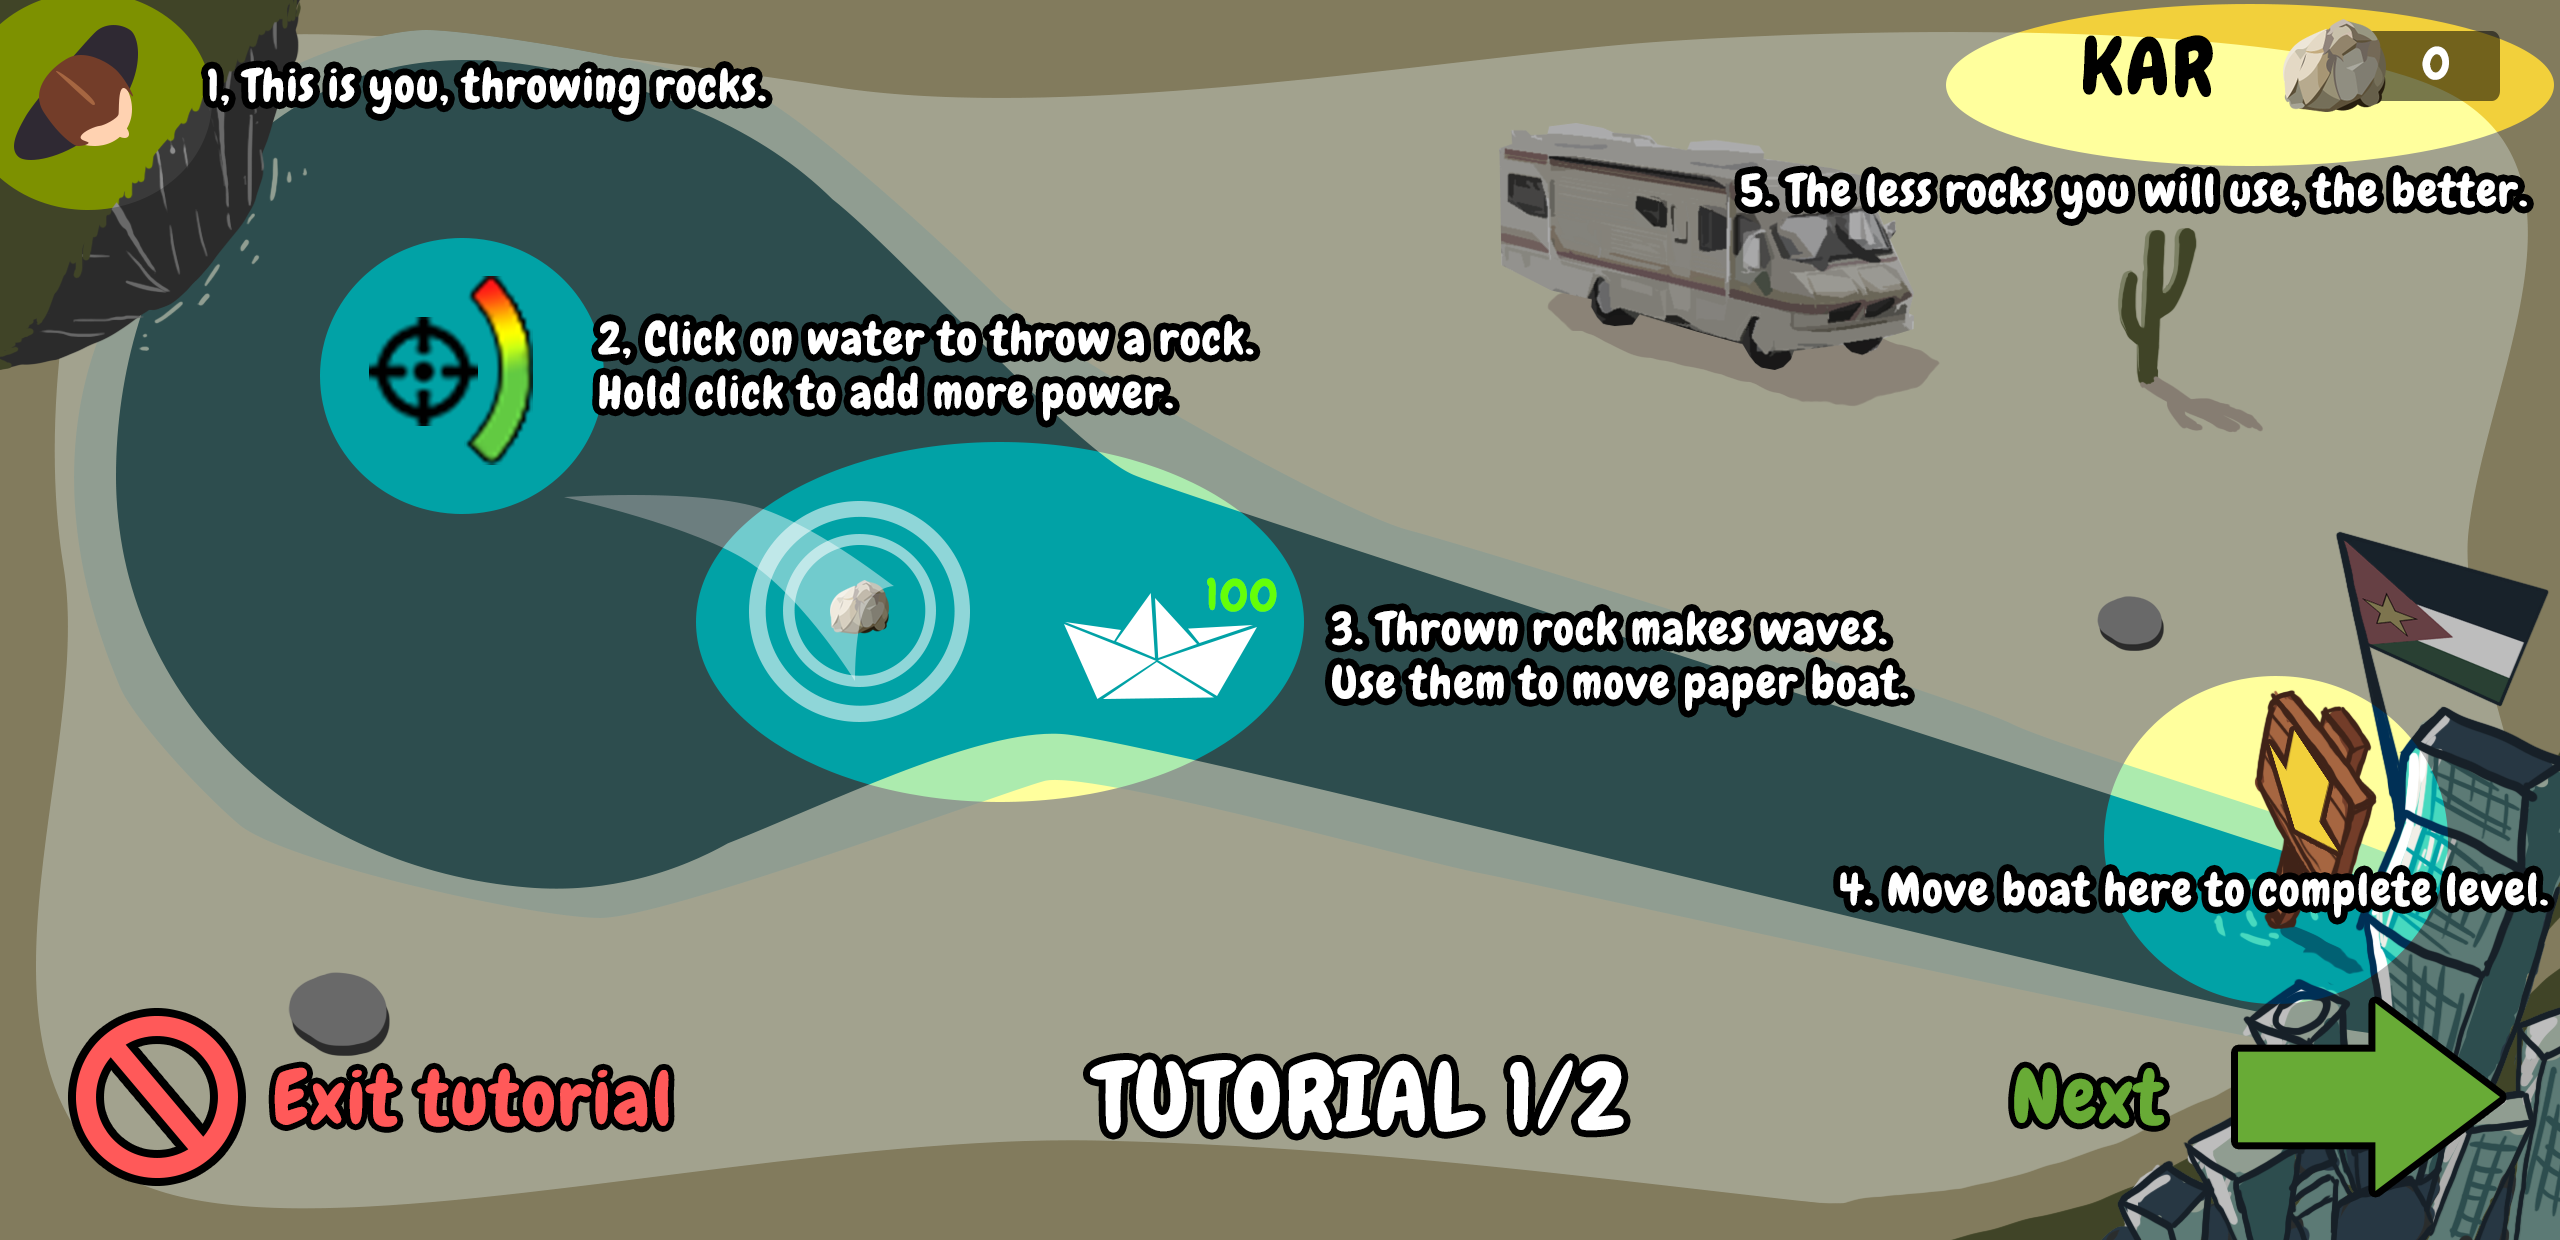 1, This is you, throwing rocks.
KAR
0
5. The less rocks you will use, the better.
2, Click on water to throw a rock.
Hold click to add more power.
100
3. Thrown rock makes waves.
Use them to move paper boat.
4. Move boat here to complete level.
Exit tutorial
TUTORIAL 1/2
Next